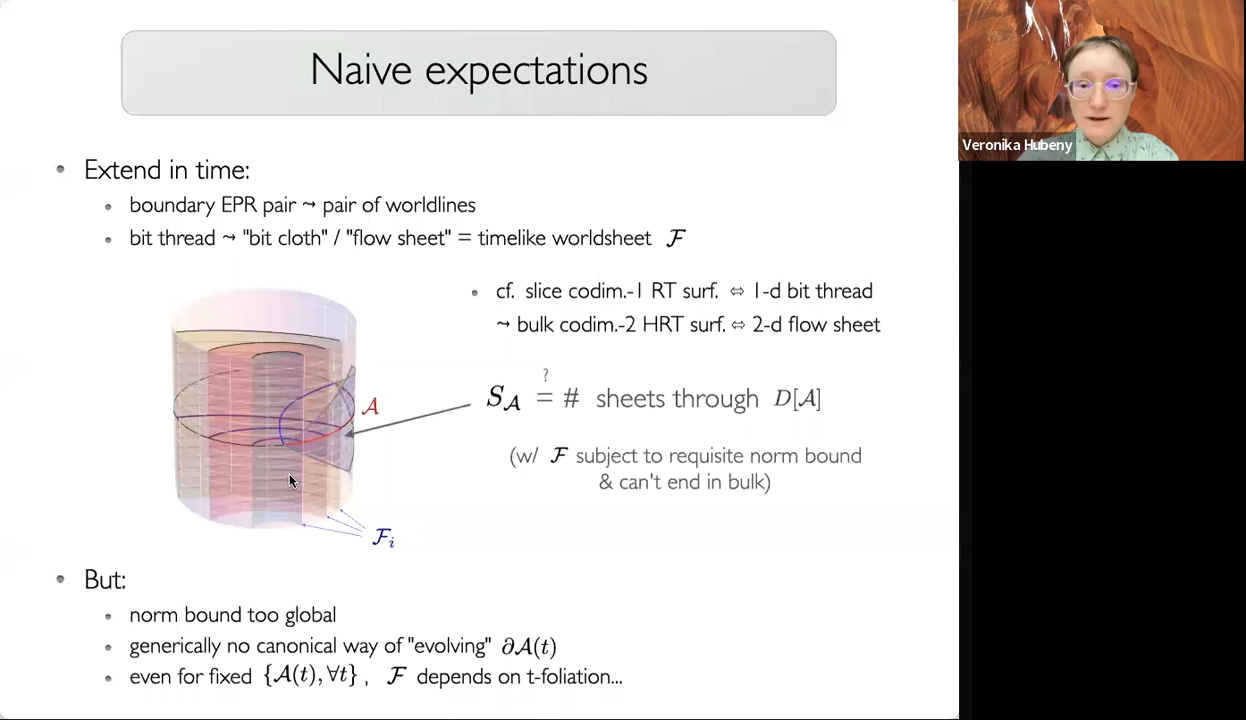 Naive expectations
Veronika Hubeny
• Extend in time:
• boundary EPR pair ⤳ pair of worldlines
• bit thread ⤳ "bit cloth" / "flow sheet" = timelike worldsheet ℱ
• cf. slice codim.-1 RT surf. ⇔ 1-d bit thread
⤳ bulk codim.-2 HRT surf. ⇔ 2-d flow sheet
𝒜
?
S_𝒜 = # sheets through D[𝒜]
(w/ ℱ subject to requisite norm bound
& can't end in bulk)
ℱ_i
• But:
• norm bound too global
• generically no canonical way of "evolving" ∂𝒜(t)
• even for fixed {𝒜(t), ∀t}, ℱ depends on t-foliation...